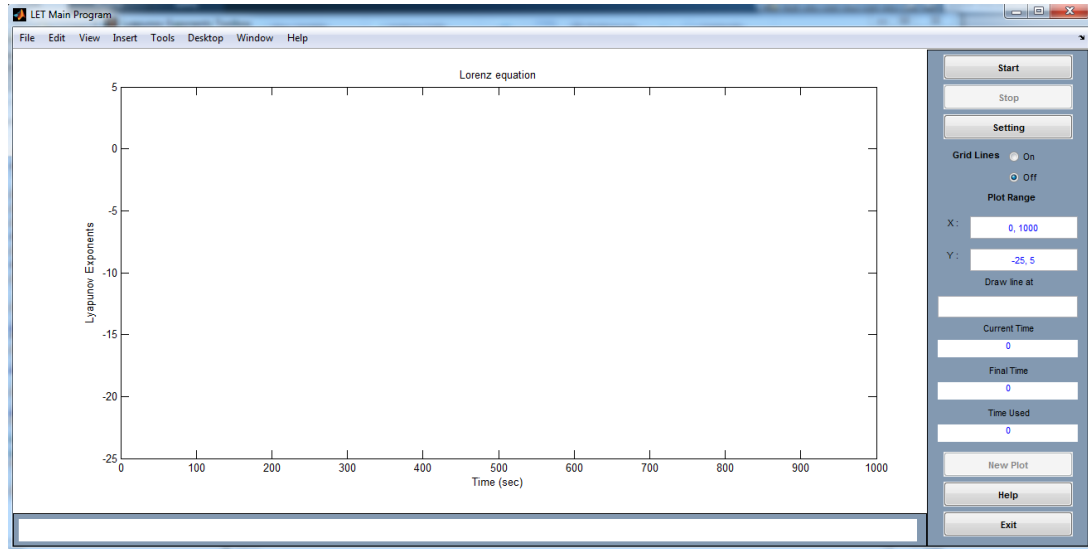 LET Main Program
File Edit View Insert Tools Desktop Window Help
Lorenz equation
5
0
-5
-10
-15
-20
-25
Lyapunov Exponents
0 100 200 300 400 500 600 700 800 900 1000
Time (sec)
Start
Stop
Setting
Grid Lines On
Off
Plot Range
X : 0, 1000
Y : -25, 5
Draw line at
Current Time
0
Final Time
0
Time Used
0
New Plot
Help
Exit